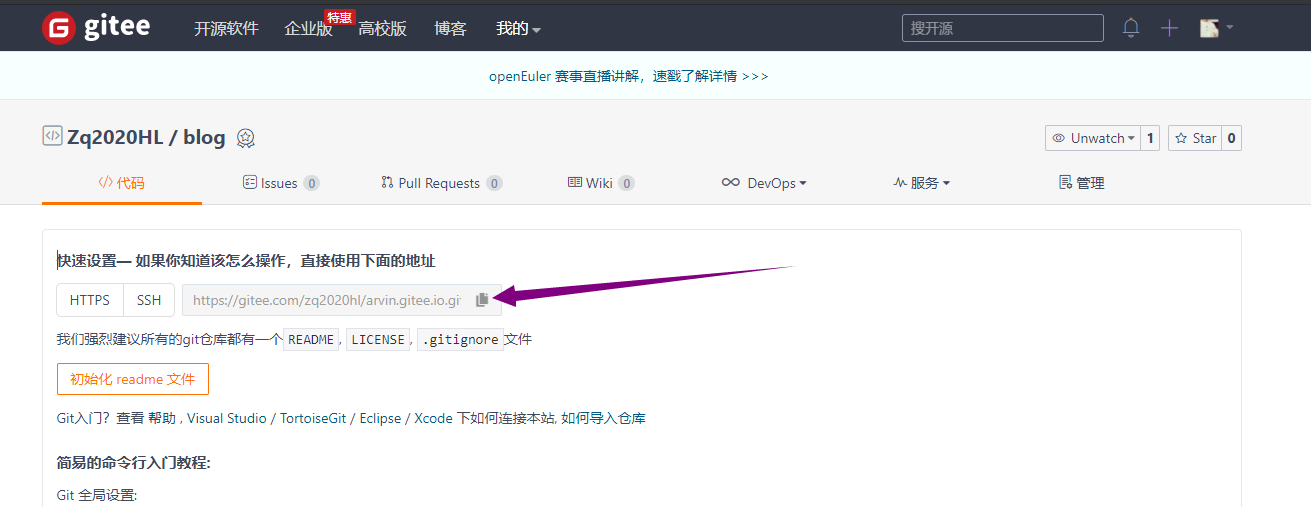 gitee 开源软件 企业版 特惠 高校版 博客 我的 搜开源
openEuler 赛事直播讲解，速戳了解详情 >>>
Zq2020HL / blog Unwatch 1 Star 0
代码 Issues 0 Pull Requests 0 Wiki 0 DevOps 服务 管理
快速设置— 如果你知道该怎么操作，直接使用下面的地址
HTTPS SSH https://gitee.com/zq2020hl/arvin.gitee.io.gi
我们强烈建议所有的git仓库都有一个 README, LICENSE, .gitignore 文件
初始化 readme 文件
Git入门？查看 帮助 , Visual Studio / TortoiseGit / Eclipse / Xcode 下如何连接本站, 如何导入仓库
简易的命令行入门教程:
Git 全局设置: